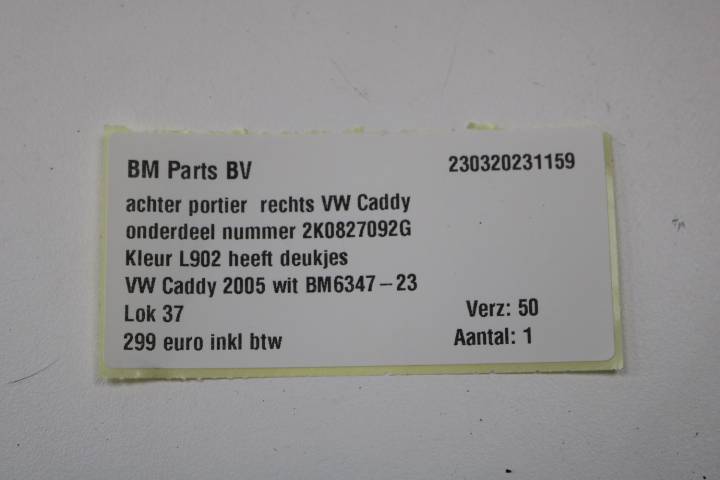 BM Parts BV 230320231159
achter portier rechts VW Caddy
onderdeel nummer 2K0827092G
Kleur L902 heeft deukjes
VW Caddy 2005 wit BM6347-23
Lok 37 Verz: 50
299 euro inkl btw Aantal: 1